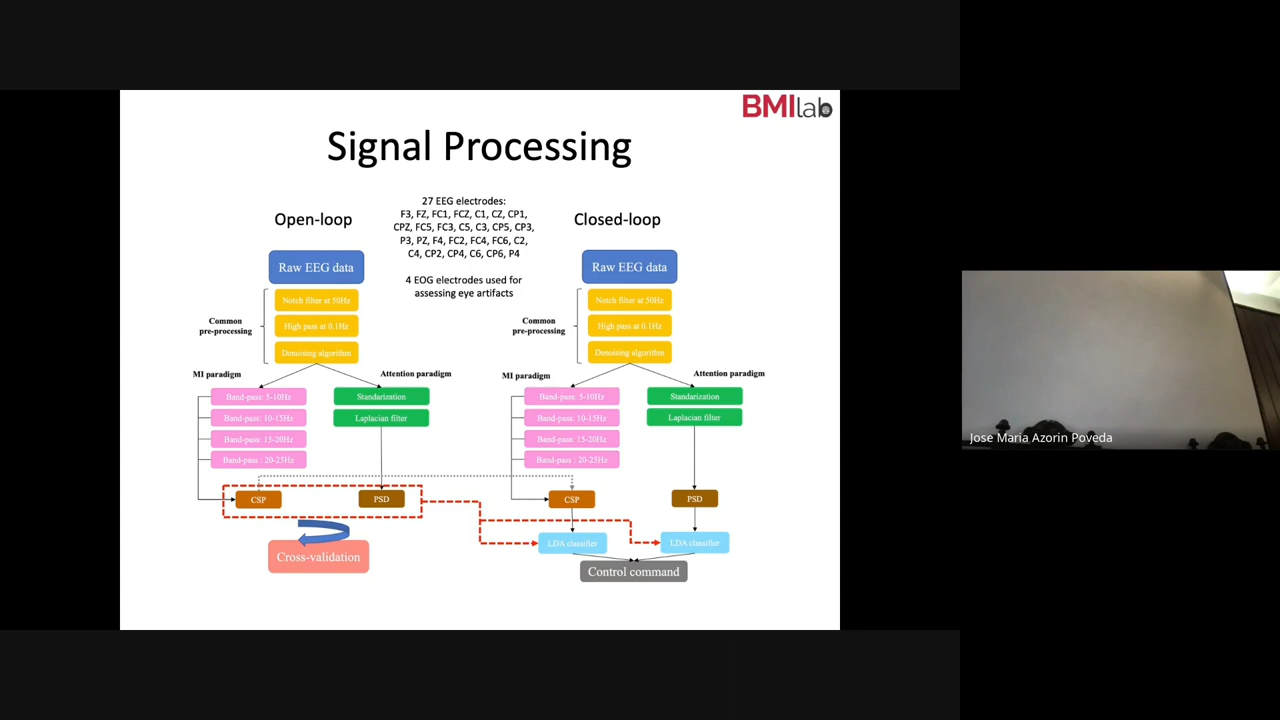 BMIlab
Signal Processing
27 EEG electrodes:
F3, FZ, FC1, FCZ, C1, CZ, CP1,
CPZ, FC5, FC3, C5, C3, CP5, CP3,
P3, PZ, F4, FC2, FC4, FC6, C2,
C4, CP2, CP4, C6, CP6, P4
4 EOG electrodes used for
assessing eye artifacts
Open-loop
Raw EEG data
Common
pre-processing
Notch filter at 50Hz
High pass at 0.1Hz
Denoising algorithm
MI paradigm
Attention paradigm
Band-pass: 5-10Hz
Band-pass: 10-15Hz
Band-pass: 15-20Hz
Band-pass : 20-25Hz
Standarization
Laplacian filter
CSP
PSD
Cross-validation
Closed-loop
Raw EEG data
Common
pre-processing
Notch filter at 50Hz
High pass at 0.1Hz
Denoising algorithm
MI paradigm
Attention paradigm
Band-pass: 5-10Hz
Band-pass: 10-15Hz
Band-pass: 15-20Hz
Band-pass : 20-25Hz
Standarization
Laplacian filter
CSP
PSD
LDA classifier
LDA classifier
Control command
Jose Maria Azorin Poveda